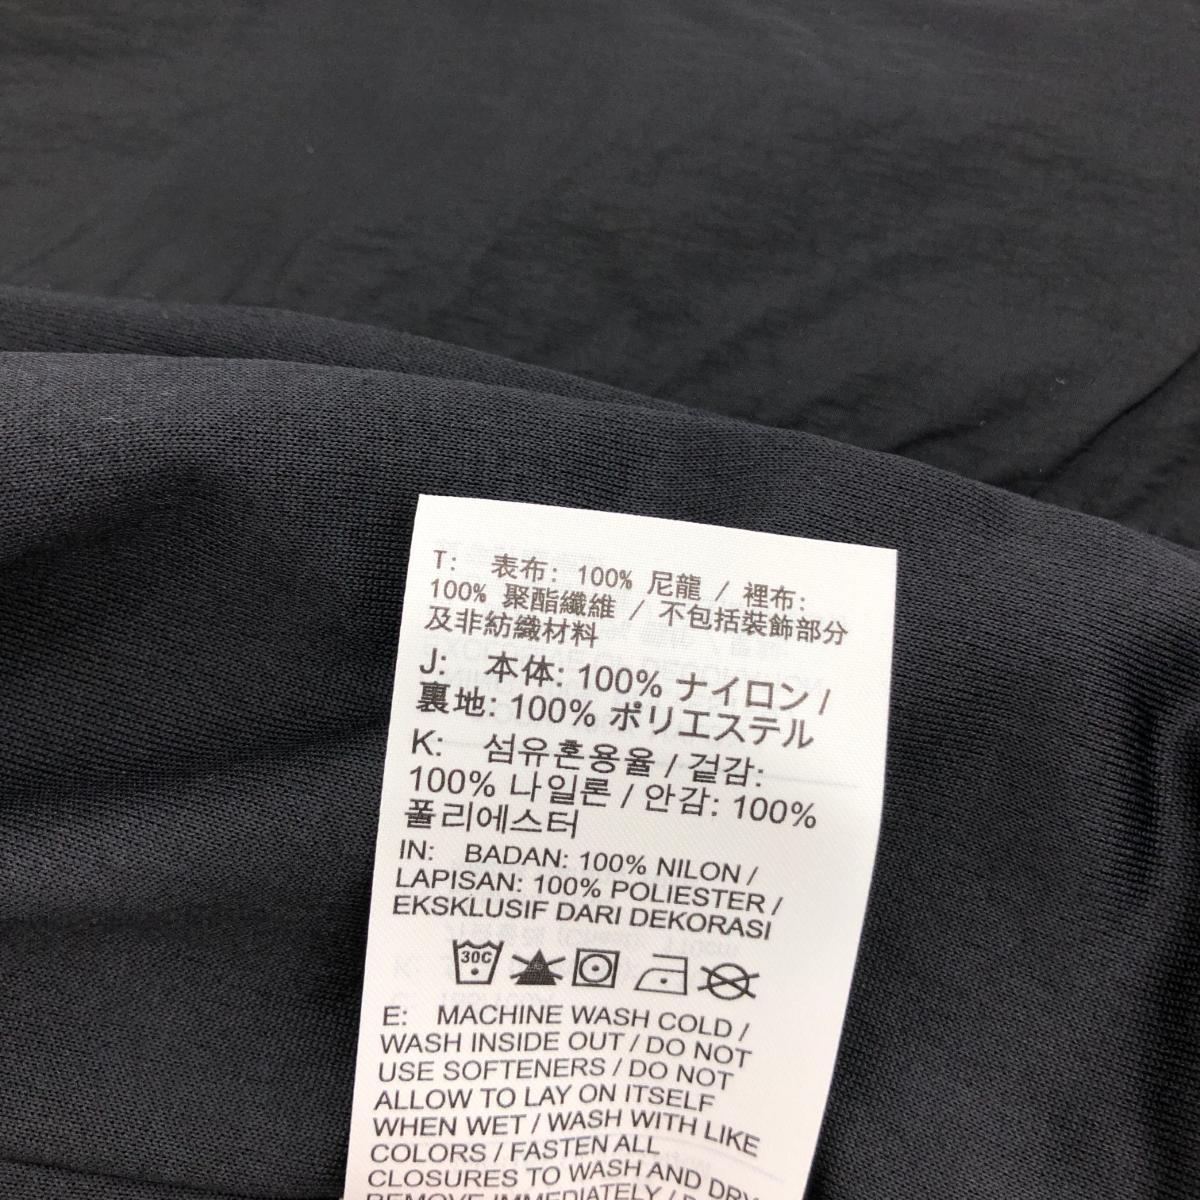 T: 表布: 100% 尼龍 / 裡布:
100% 聚酯纖維 / 不包括裝飾部分
及非紡織材料
J: 本体: 100% ナイロン /
裏地: 100% ポリエステル
K: 섬유혼용율 / 겉감:
100% 나일론 / 안감: 100%
폴리에스터
IN: BADAN: 100% NILON /
LAPISAN: 100% POLIESTER /
EKSKLUSIF DARI DEKORASI
30C
E: MACHINE WASH COLD /
WASH INSIDE OUT / DO NOT
USE SOFTENERS / DO NOT
ALLOW TO LAY ON ITSELF
WHEN WET / WASH WITH LIKE
COLORS / FASTEN ALL
CLOSURES TO WASH AND DRY
REMOVE IMMEDIATELY /